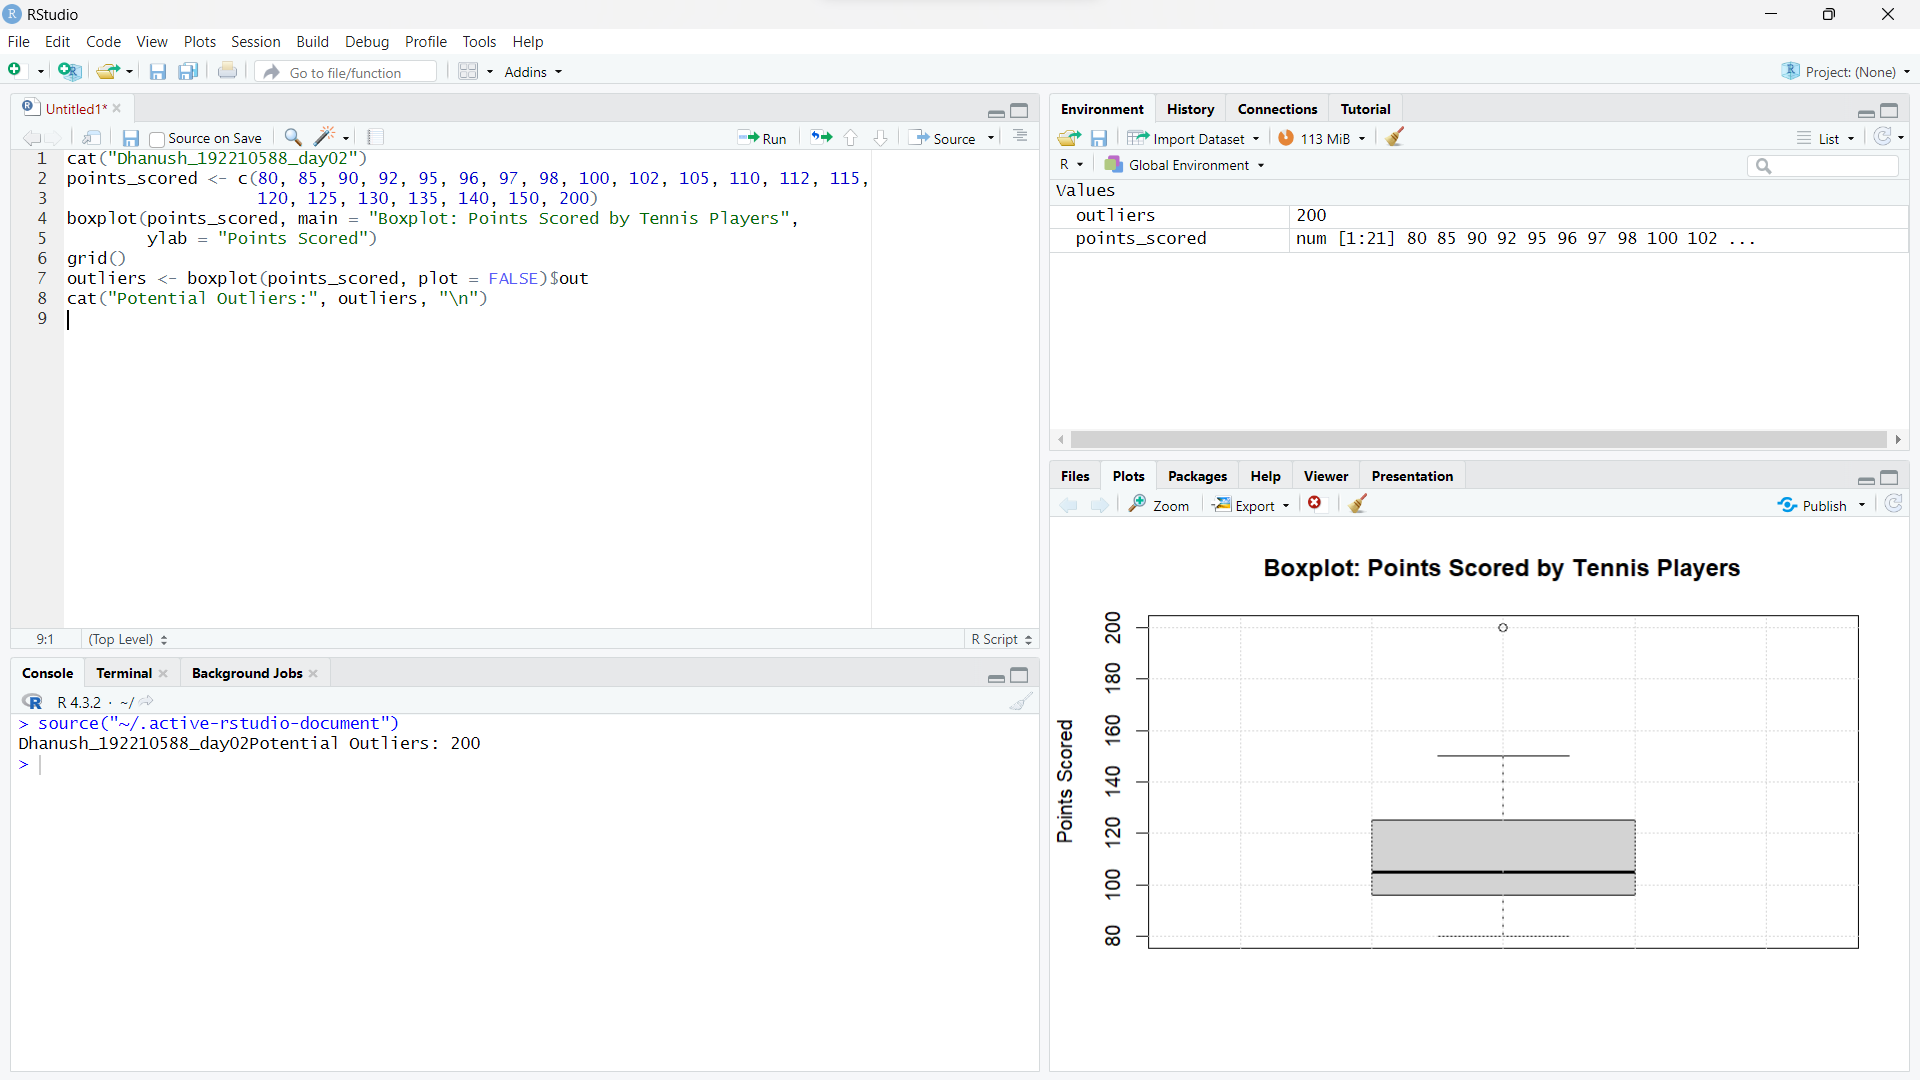 RStudio
File Edit Code View Plots Session Build Debug Profile Tools Help
Go to file/function Addins Project: (None)
Untitled1*
Source on Save Run Source
1 cat("Dhanush_192210588_day02")
2 points_scored <- c(80, 85, 90, 92, 95, 96, 97, 98, 100, 102, 105, 110, 112, 115,
3 120, 125, 130, 135, 140, 150, 200)
4 boxplot(points_scored, main = "Boxplot: Points Scored by Tennis Players",
5 ylab = "Points Scored")
6 grid()
7 outliers <- boxplot(points_scored, plot = FALSE)$out
8 cat("Potential Outliers:", outliers, "\n")
9
9:1 (Top Level) R Script
Console Terminal Background Jobs
R 4.3.2 · ~/
> source("~/.active-rstudio-document")
Dhanush_192210588_day02Potential Outliers: 200
>
Environment History Connections Tutorial
Import Dataset 113 MiB List
R Global Environment
Values
outliers 200
points_scored num [1:21] 80 85 90 92 95 96 97 98 100 102 ...
Files Plots Packages Help Viewer Presentation
Zoom Export Publish
Boxplot: Points Scored by Tennis Players
Points Scored
200
180
160
140
120
100
80